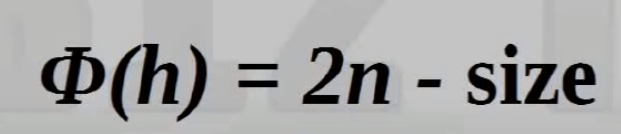 Φ(h) = 2n - size